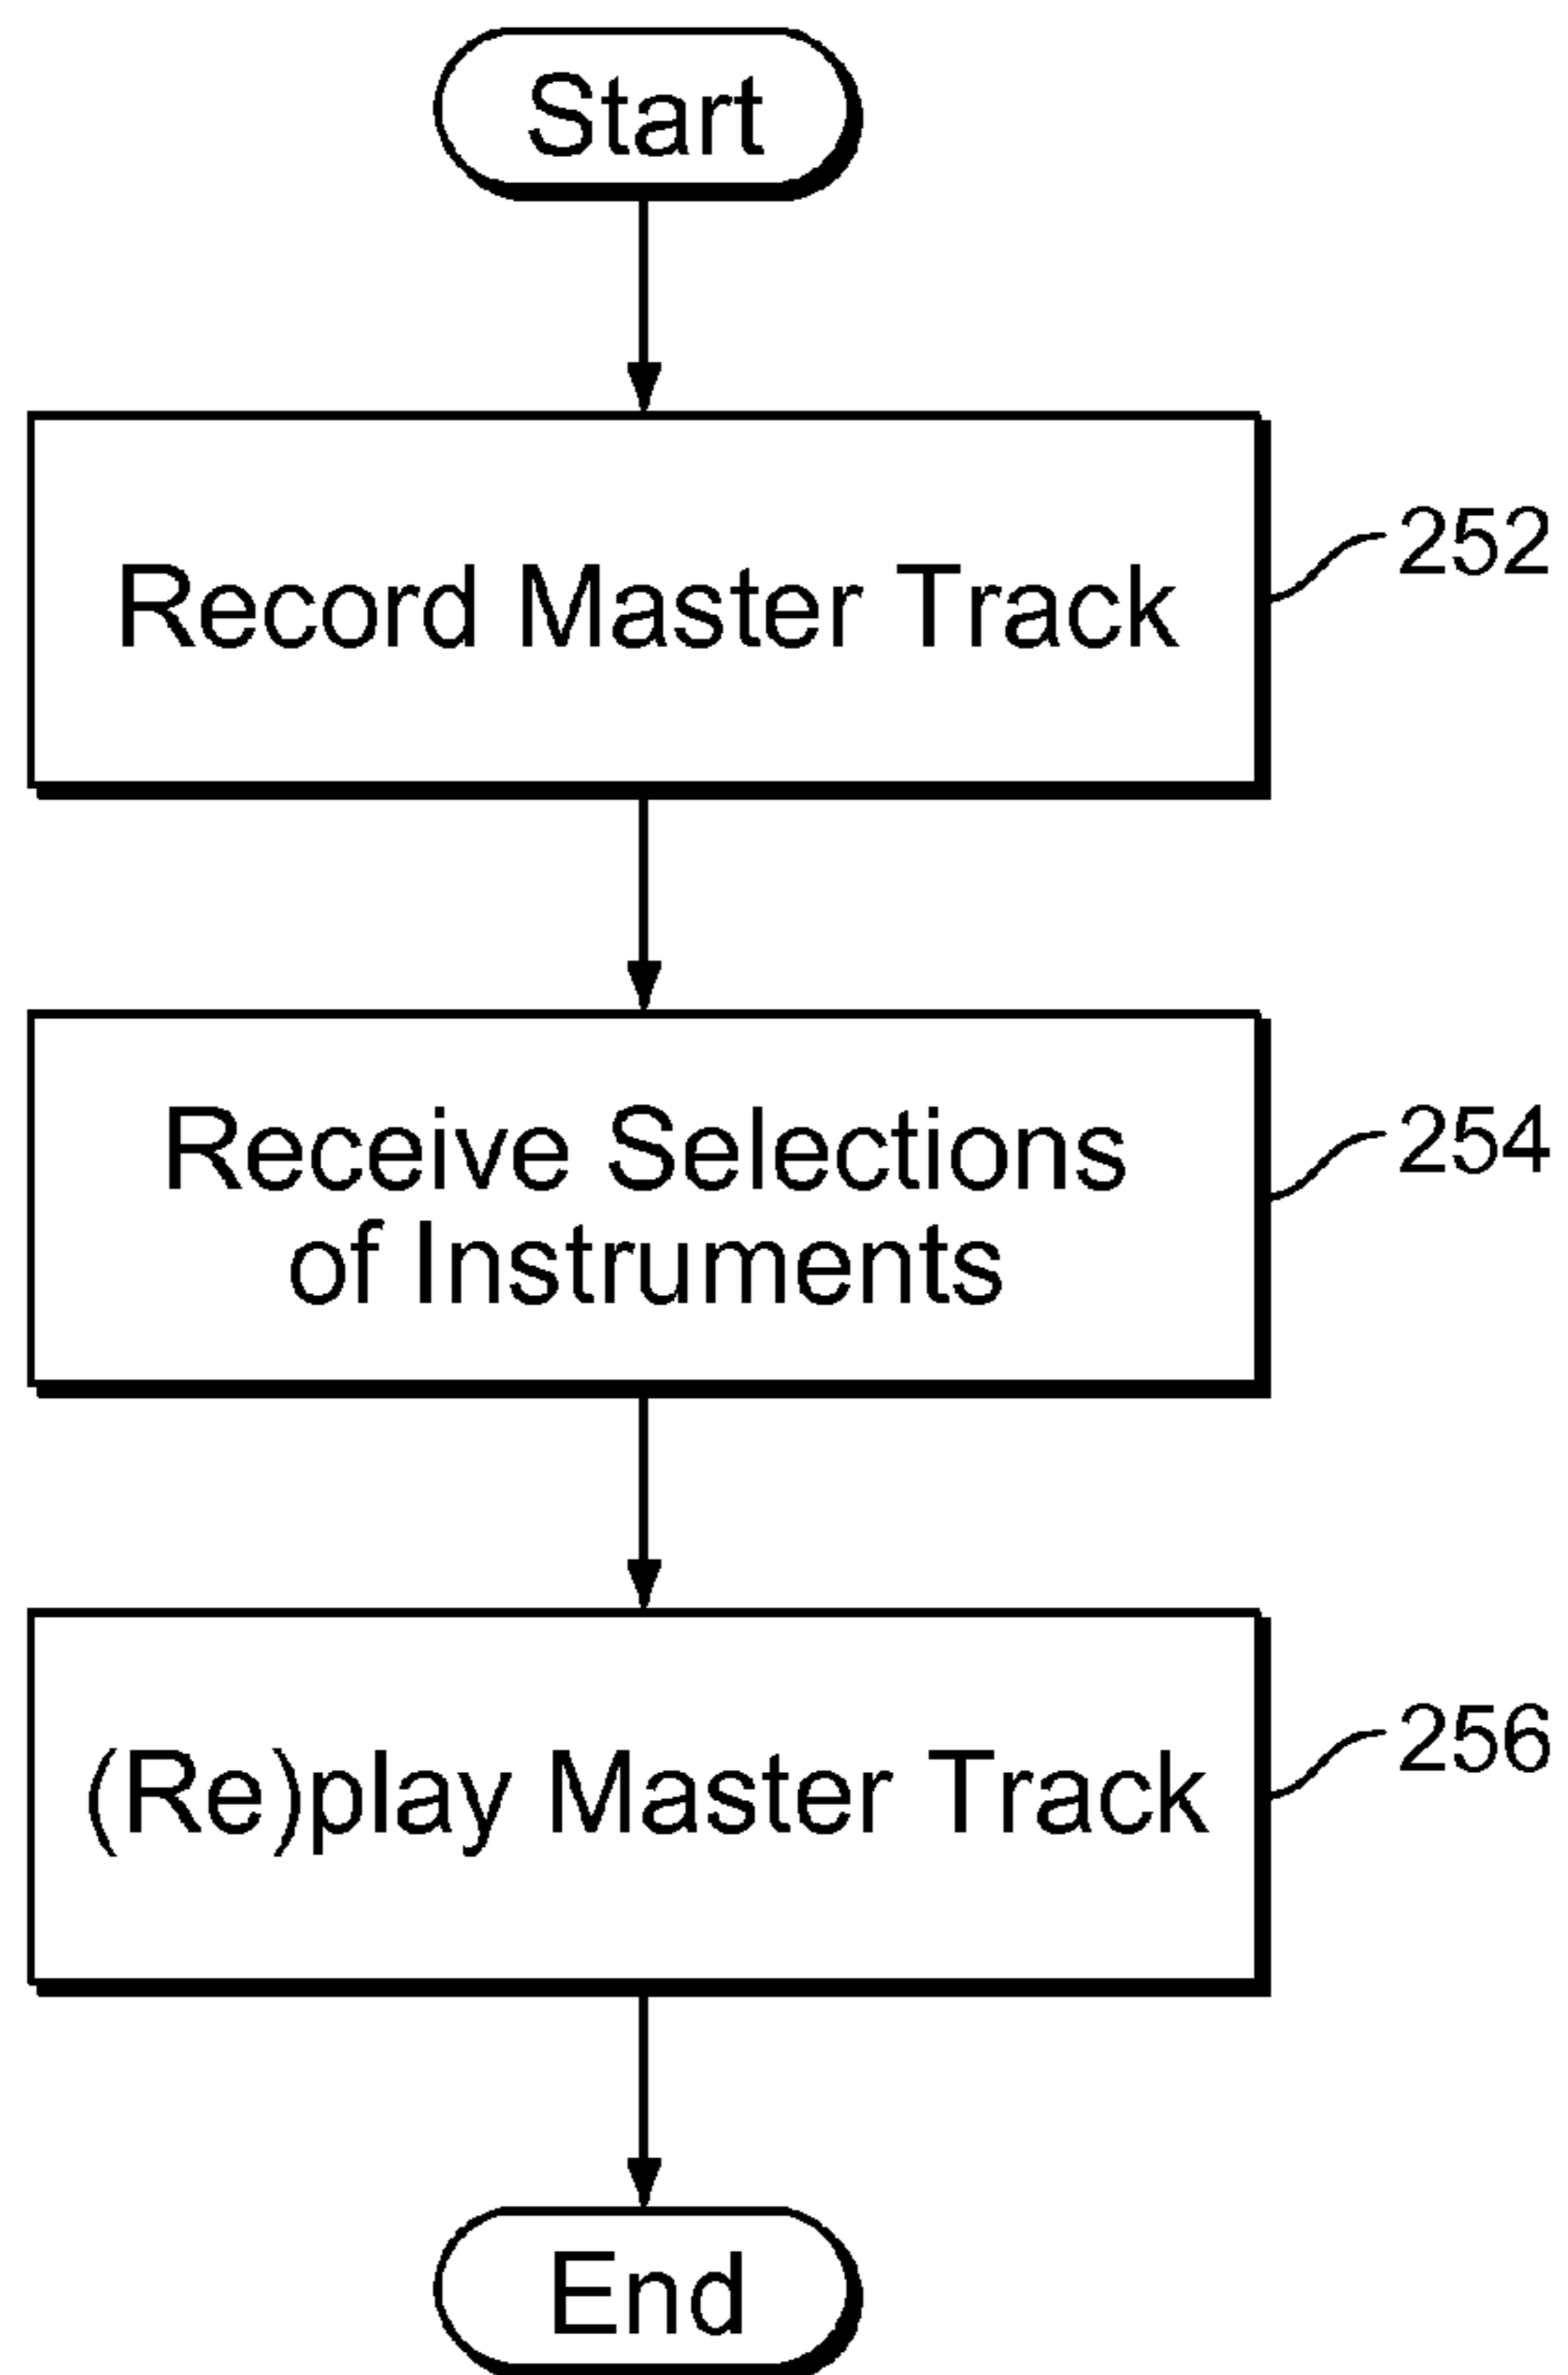 Start
Record Master Track
252
Receive Selections
of Instruments
254
(Re)play Master Track
256
End